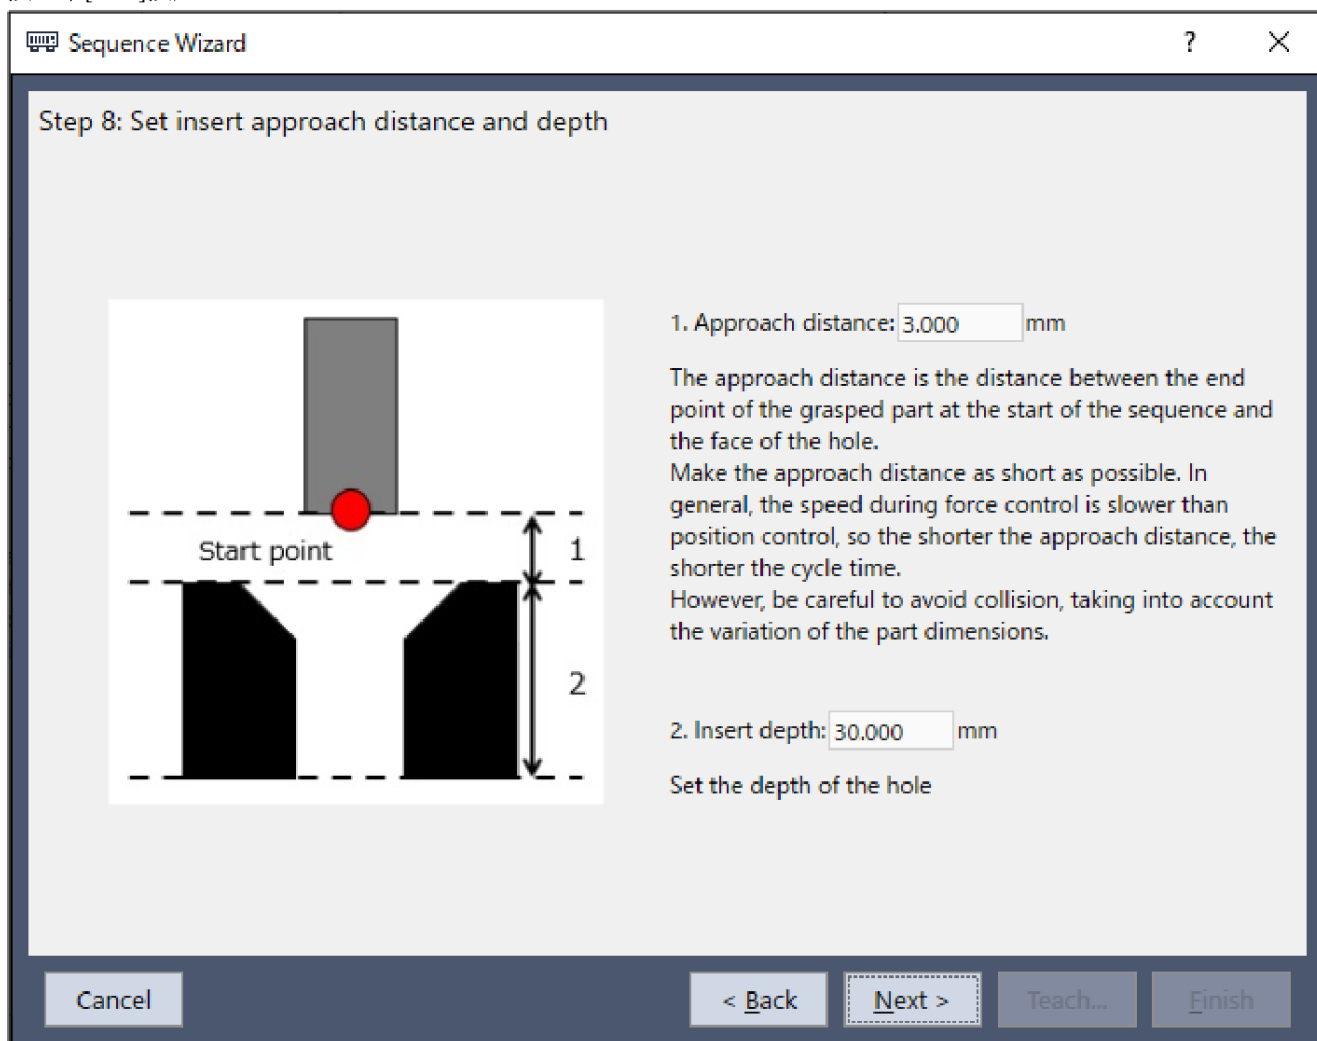 Sequence Wizard
?
Step 8: Set insert approach distance and depth
Start point
1
2
1. Approach distance: 3.000 mm
The approach distance is the distance between the end
point of the grasped part at the start of the sequence and
the face of the hole.
Make the approach distance as short as possible. In
general, the speed during force control is slower than
position control, so the shorter the approach distance, the
shorter the cycle time.
However, be careful to avoid collision, taking into account
the variation of the part dimensions.
2. Insert depth: 30.000 mm
Set the depth of the hole
Cancel
< Back
Next >
Teach...
Finish